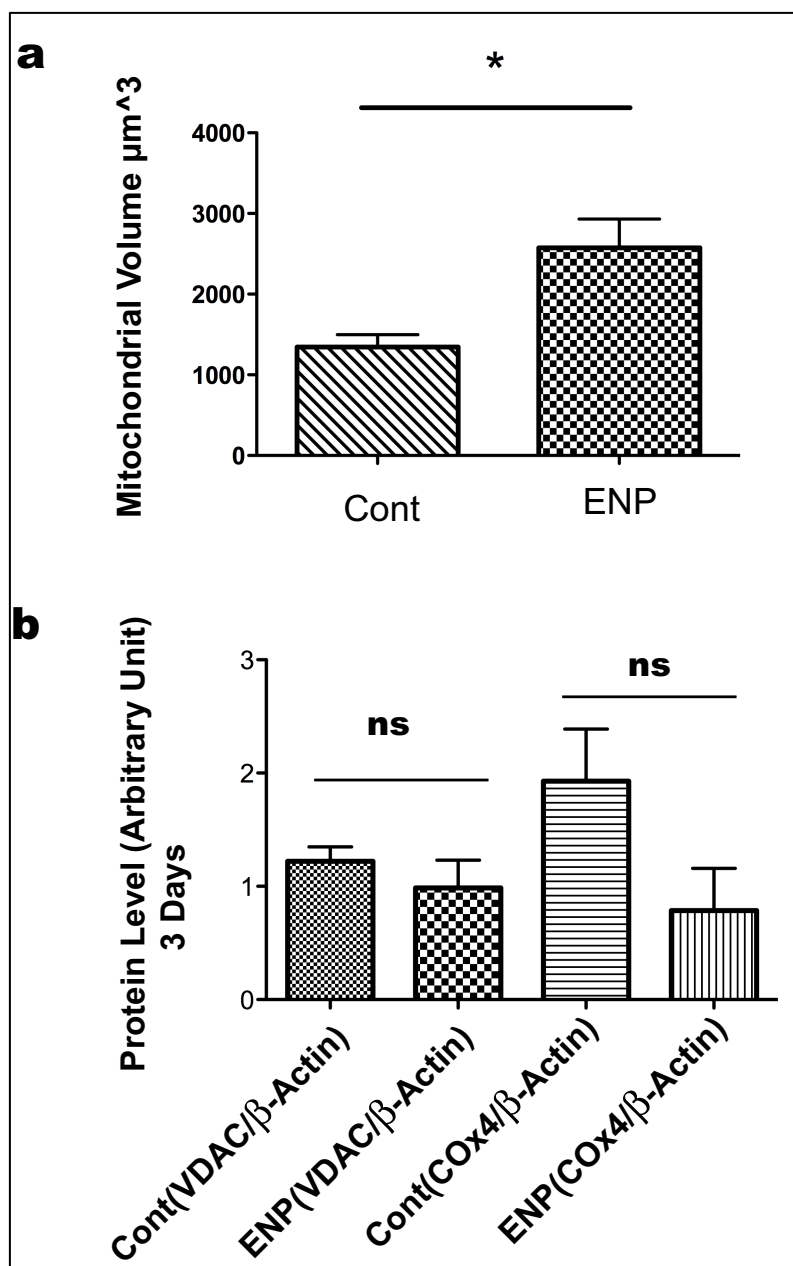 a
*
Mitochondrial Volume µm^3
4000
3000
2000
1000
0
Cont
ENP
b
Protein Level (Arbitrary Unit)
3 Days
3
2
1
0
ns
ns
Cont(VDAC/β-Actin)
ENP(VDAC/β-Actin)
Cont(COx4/β-Actin)
ENP(COx4/β-Actin)